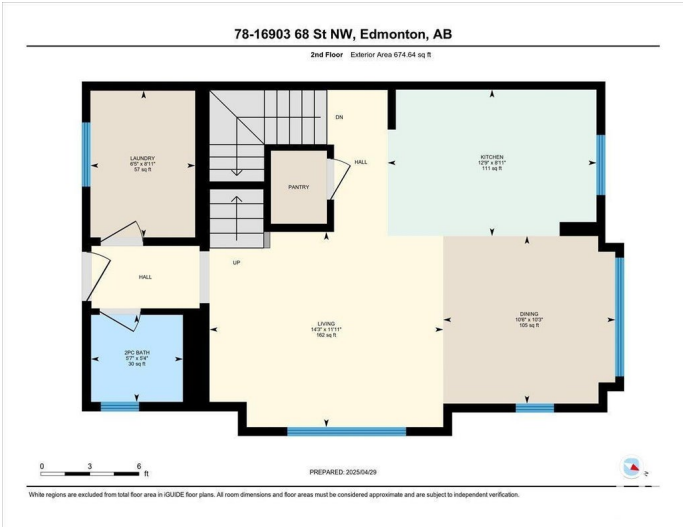 78-16903 68 St NW, Edmonton, AB
2nd Floor Exterior Area 674.64 sq ft
DN
LAUNDRY
6'5" x 8'11"
57 sq ft
HALL
KITCHEN
12'9" x 8'11"
111 sq ft
PANTRY
UP
HALL
LIVING
14'3" x 11'11"
162 sq ft
DINING
10'6" x 10'3"
105 sq ft
2PC BATH
5'7" x 5'4"
30 sq ft
0 3 6 ft
PREPARED: 2025/04/29
White regions are excluded from total floor area in iGUIDE floor plans. All room dimensions and floor areas must be considered approximate and are subject to independent verification.